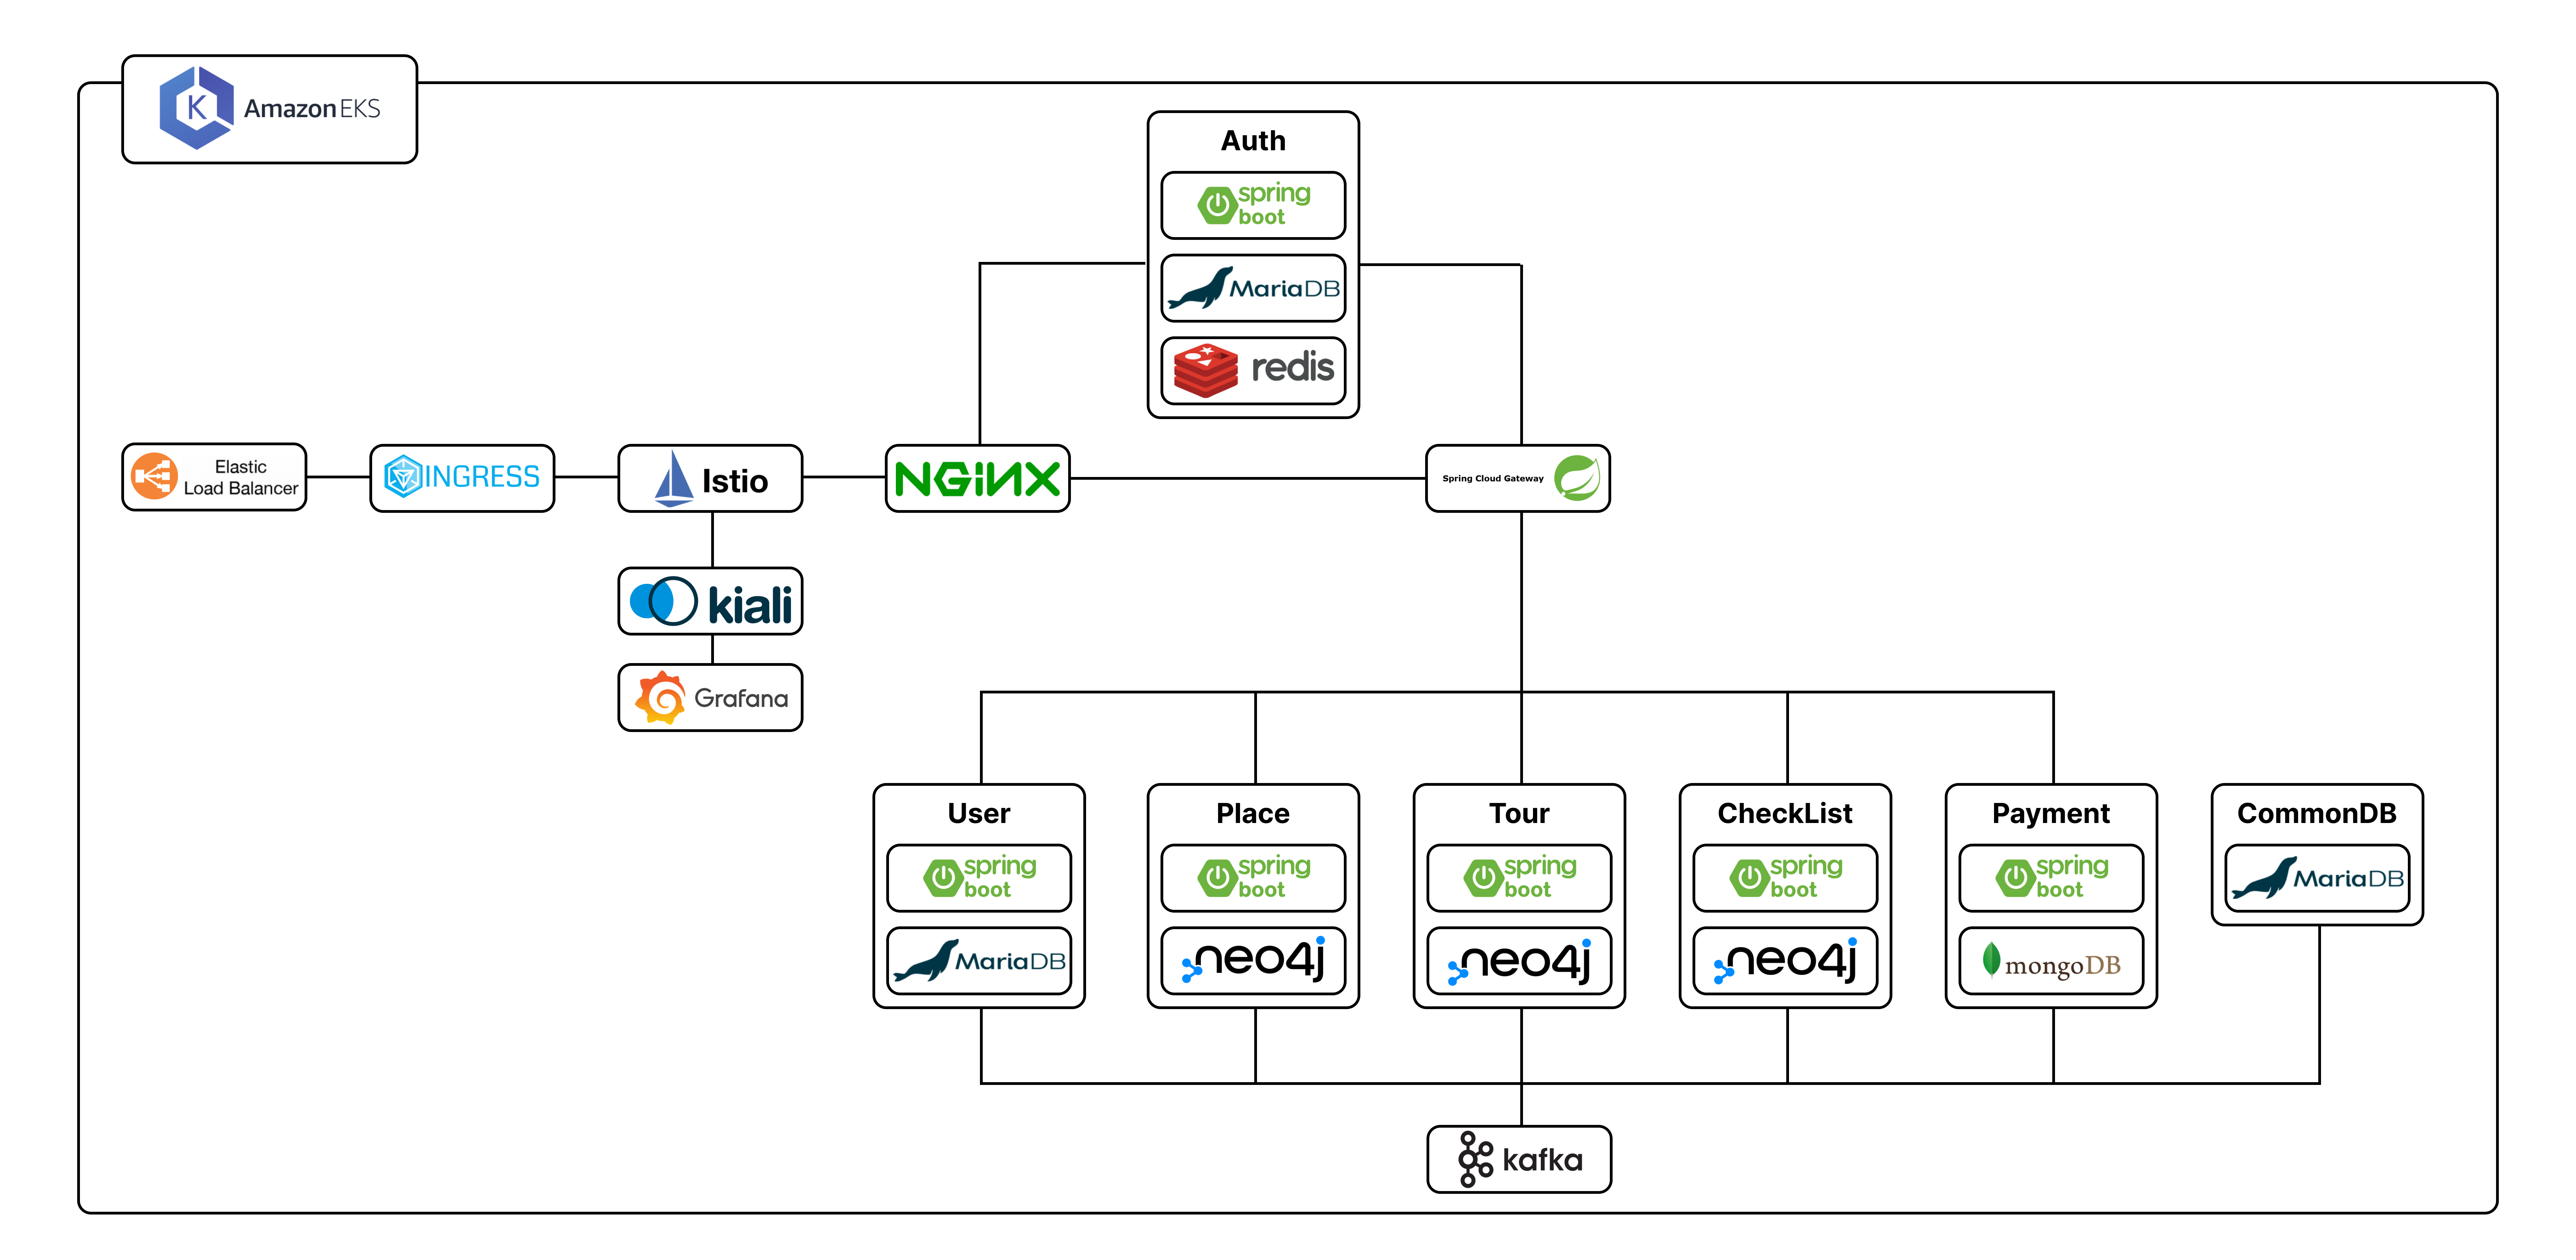 K
Amazon EKS
Auth
spring
boot
MariaDB
redis
Elastic
Load Balancer
INGRESS
Istio
NGINX
Spring Cloud Gateway
kiali
Grafana
User
spring
boot
MariaDB
Place
spring
boot
neo4j
Tour
spring
boot
neo4j
CheckList
spring
boot
neo4j
Payment
spring
boot
mongoDB
CommonDB
MariaDB
kafka